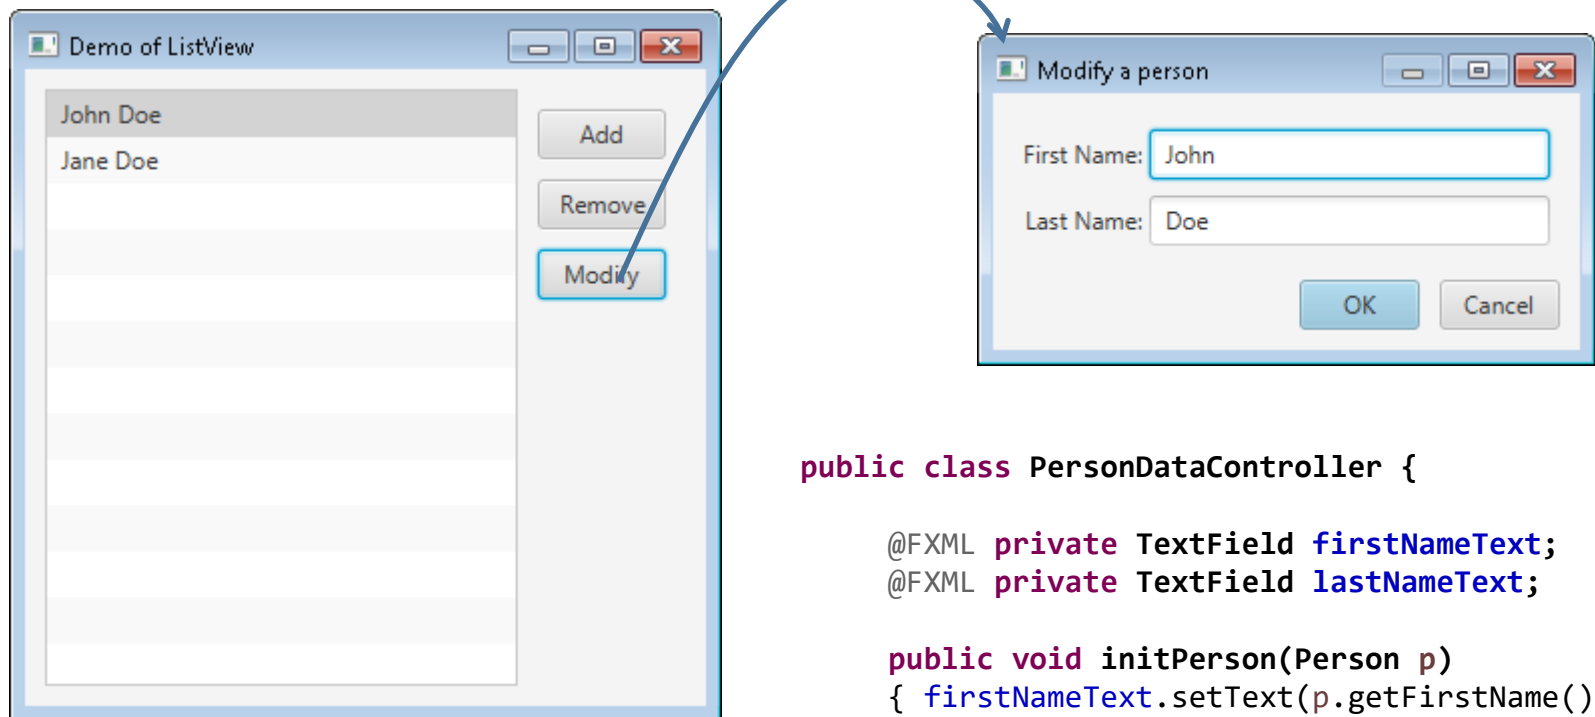 Demo of ListView
John Doe
Jane Doe
Add
Remove
Modify
Modify a person
First Name: John
Last Name: Doe
OK Cancel
public class PersonDataController {
@FXML private TextField firstNameText;
@FXML private TextField lastNameText;
public void initPerson(Person p)
{ firstNameText.setText(p.getFirstName()